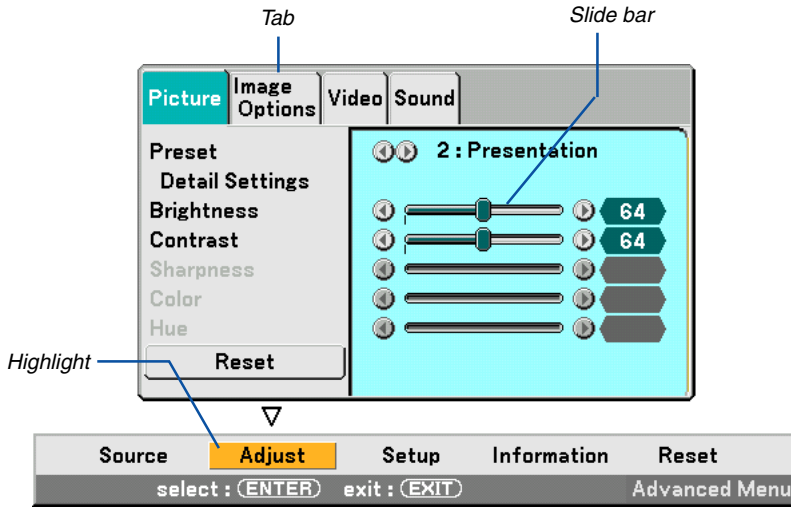 Tab
Slide bar
Picture
Image Options
Video
Sound
Preset
2 : Presentation
Detail Settings
Brightness
64
Contrast
64
Sharpness
Color
Hue
Reset
Highlight
Source
Adjust
Setup
Information
Reset
select : ENTER exit : EXIT
Advanced Menu